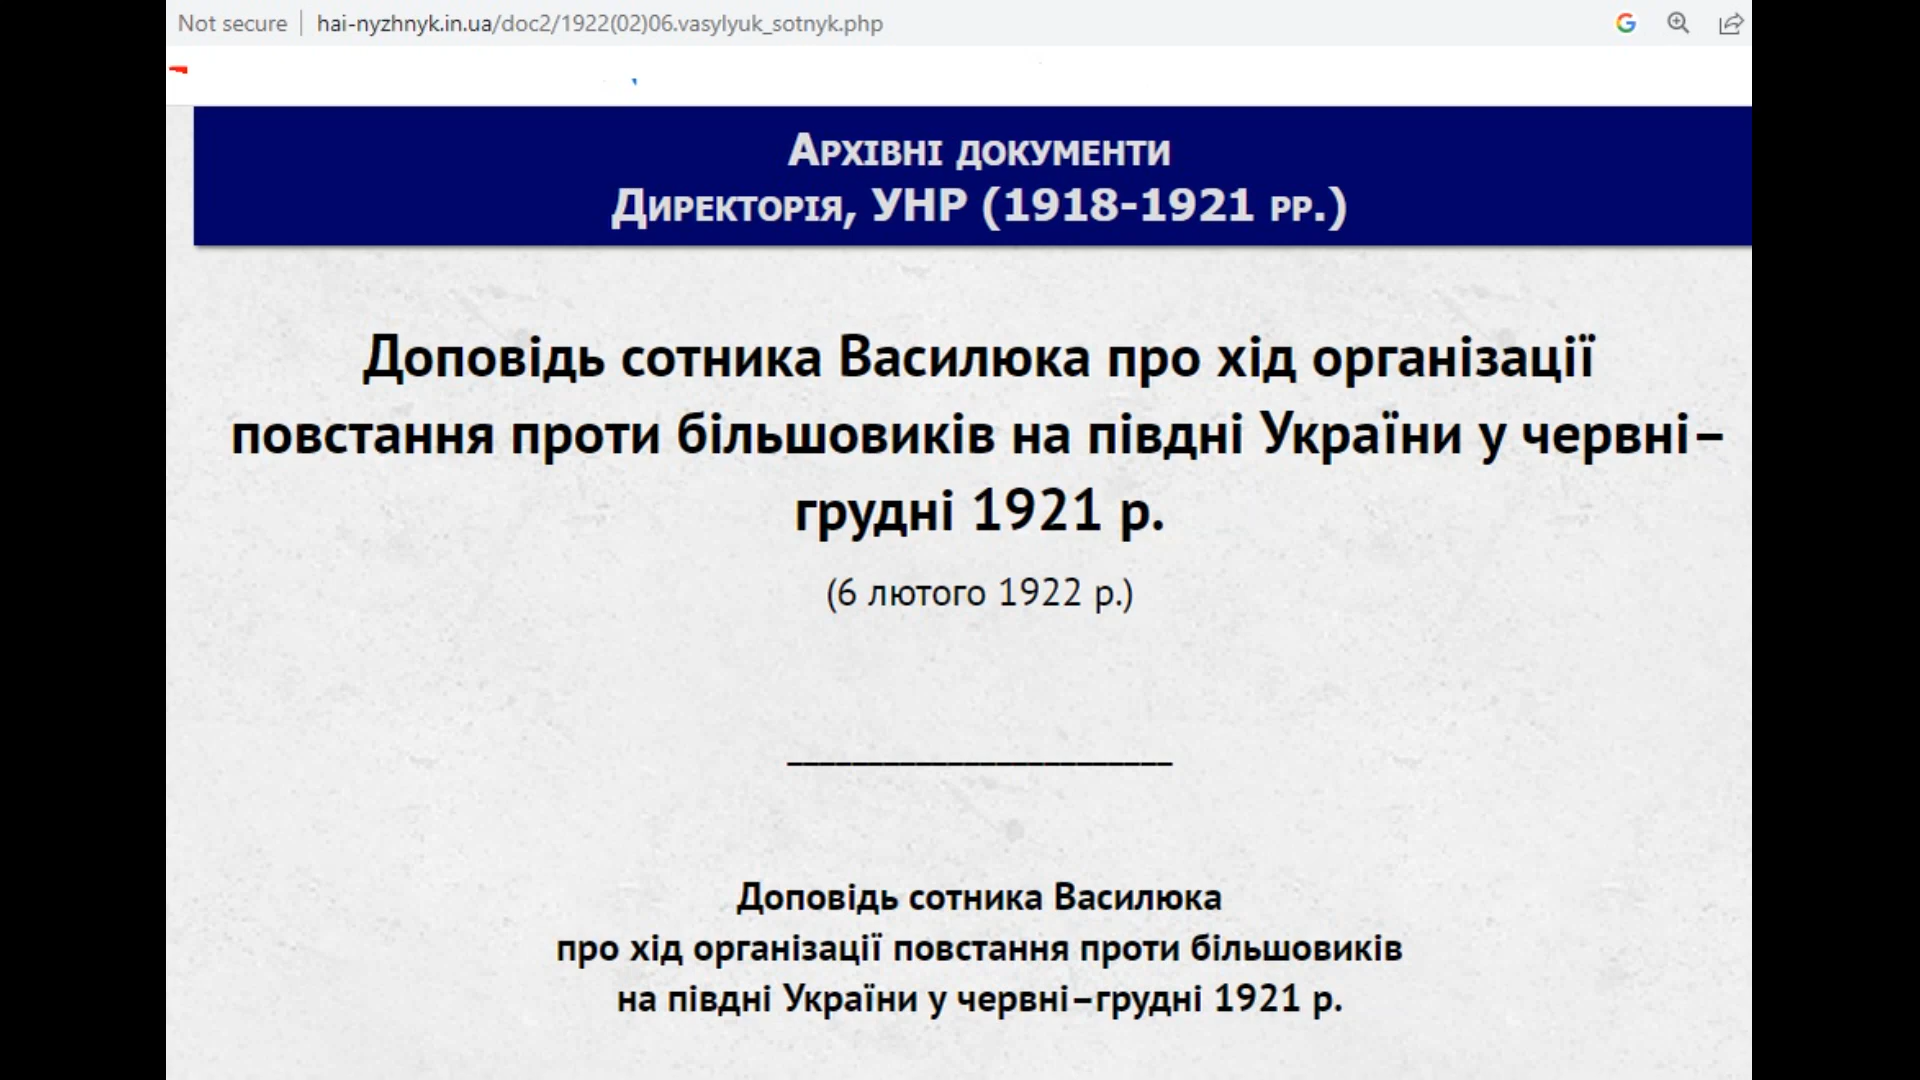 Not secure | hai-nyzhnyk.in.ua/doc2/1922(02)06.vasylyuk_sotnyk.php
Архівні документи
Директорія, УНР (1918-1921 рр.)
Доповідь сотника Василюка про хід організації
повстання проти більшовиків на півдні України у червні–
грудні 1921 р.
(6 лютого 1922 р.)
________________________
Доповідь сотника Василюка
про хід організації повстання проти більшовиків
на півдні України у червні–грудні 1921 р.